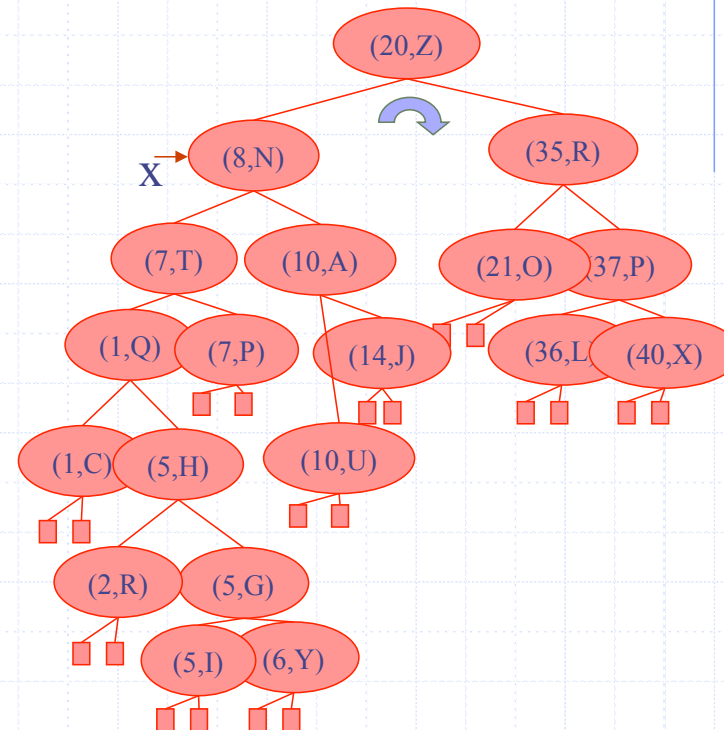 (20,Z)
X (8,N) (35,R)
(7,T) (10,A) (21,O) (37,P)
(1,Q) (7,P) (14,J) (36,L) (40,X)
(1,C) (5,H) (10,U)
(2,R) (5,G)
(5,I) (6,Y)